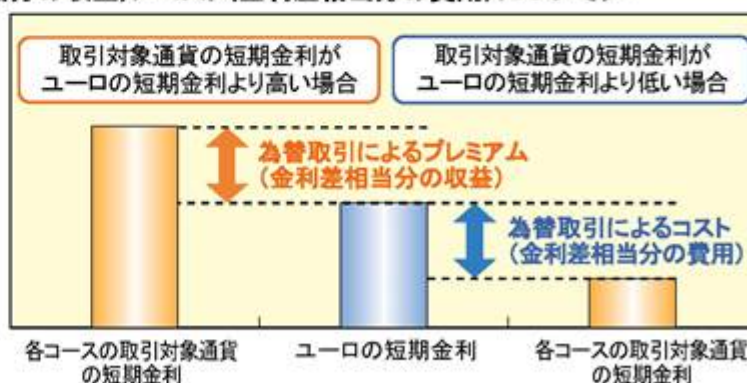 取引対象通貨の短期金利が
ユーロの短期金利より高い場合
取引対象通貨の短期金利が
ユーロの短期金利より低い場合
為替取引によるプレミアム
(金利差相当分の収益)
為替取引によるコスト
(金利差相当分の費用)
各コースの取引対象通貨
の短期金利
ユーロの短期金利
各コースの取引対象通貨
の短期金利